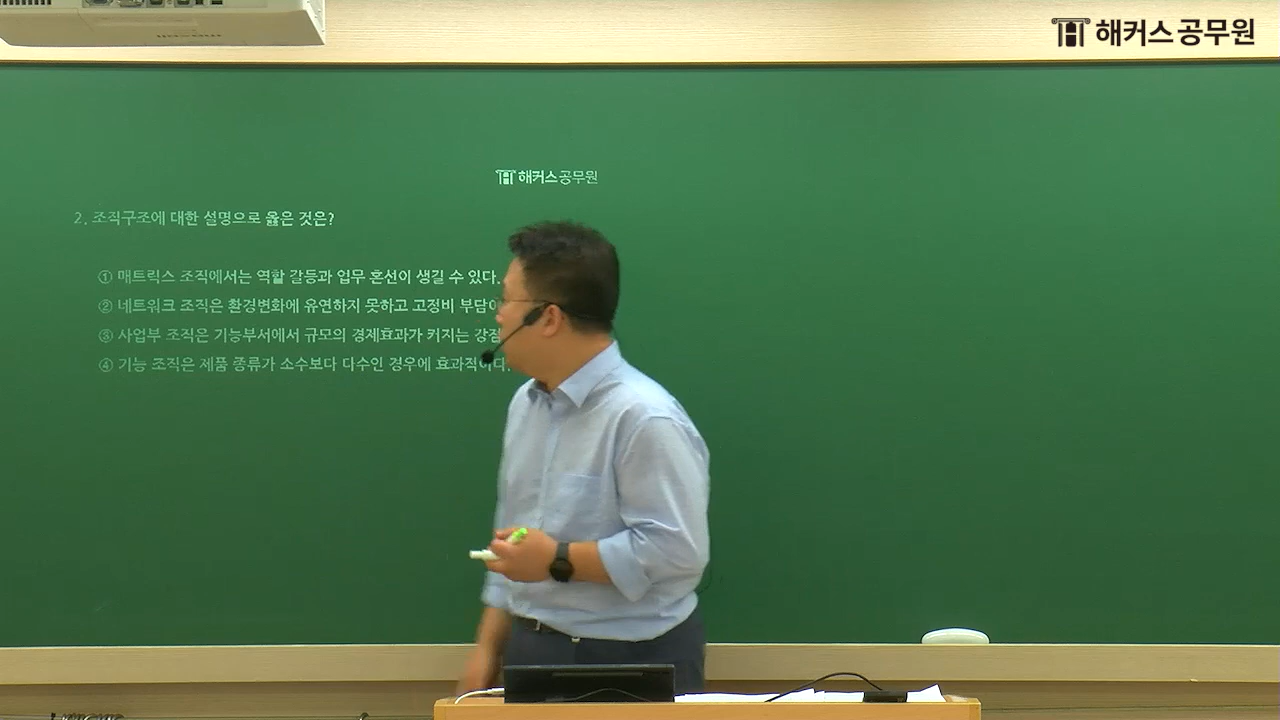 해커스공무원
해커스공무원
2. 조직구조에 대한 설명으로 옳은 것은?
① 매트릭스 조직에서는 역할 갈등과 업무 혼선이 생길 수 있다.
② 네트워크 조직은 환경변화에 유연하지 못하고 고정비 부담이
③ 사업부 조직은 기능부서에서 규모의 경제효과가 커지는 강점
④ 기능 조직은 제품 종류가 소수보다 다수인 경우에 효과적이다.